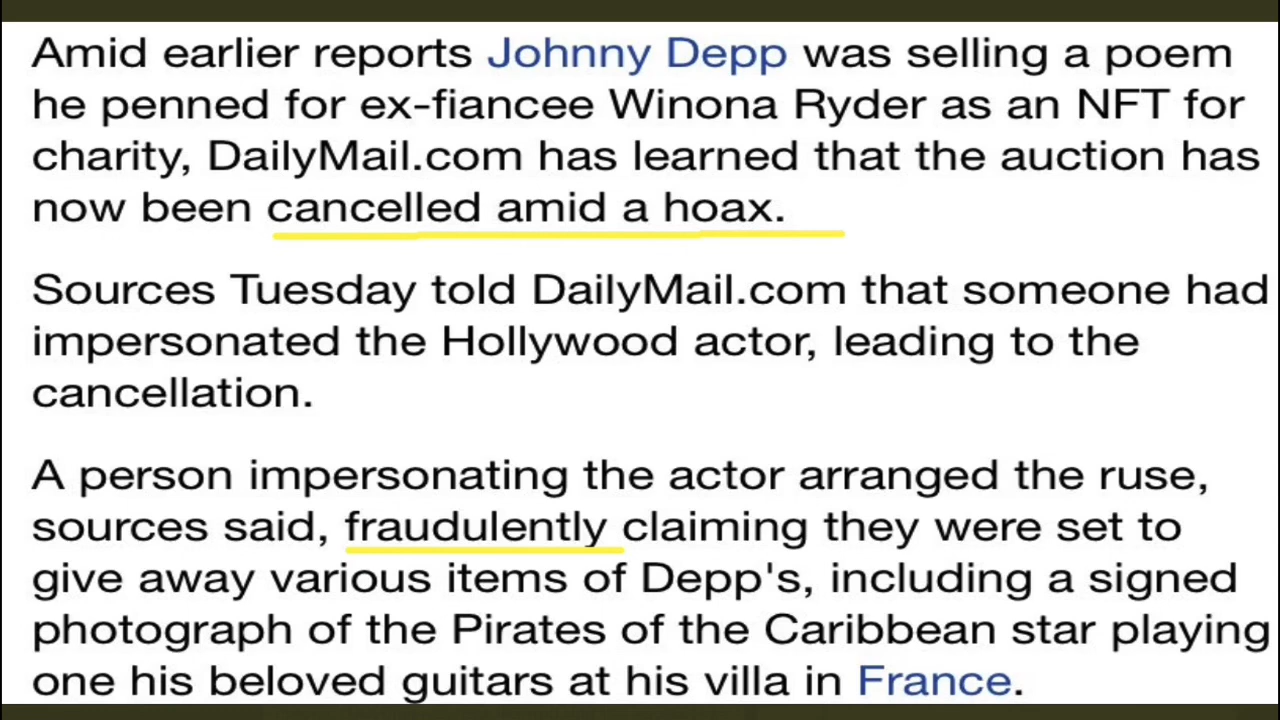 Amid earlier reports Johnny Depp was selling a poem
he penned for ex-fiancee Winona Ryder as an NFT for
charity, DailyMail.com has learned that the auction has
now been cancelled amid a hoax.
Sources Tuesday told DailyMail.com that someone had
impersonated the Hollywood actor, leading to the
cancellation.
A person impersonating the actor arranged the ruse,
sources said, fraudulently claiming they were set to
give away various items of Depp's, including a signed
photograph of the Pirates of the Caribbean star playing
one his beloved guitars at his villa in France.